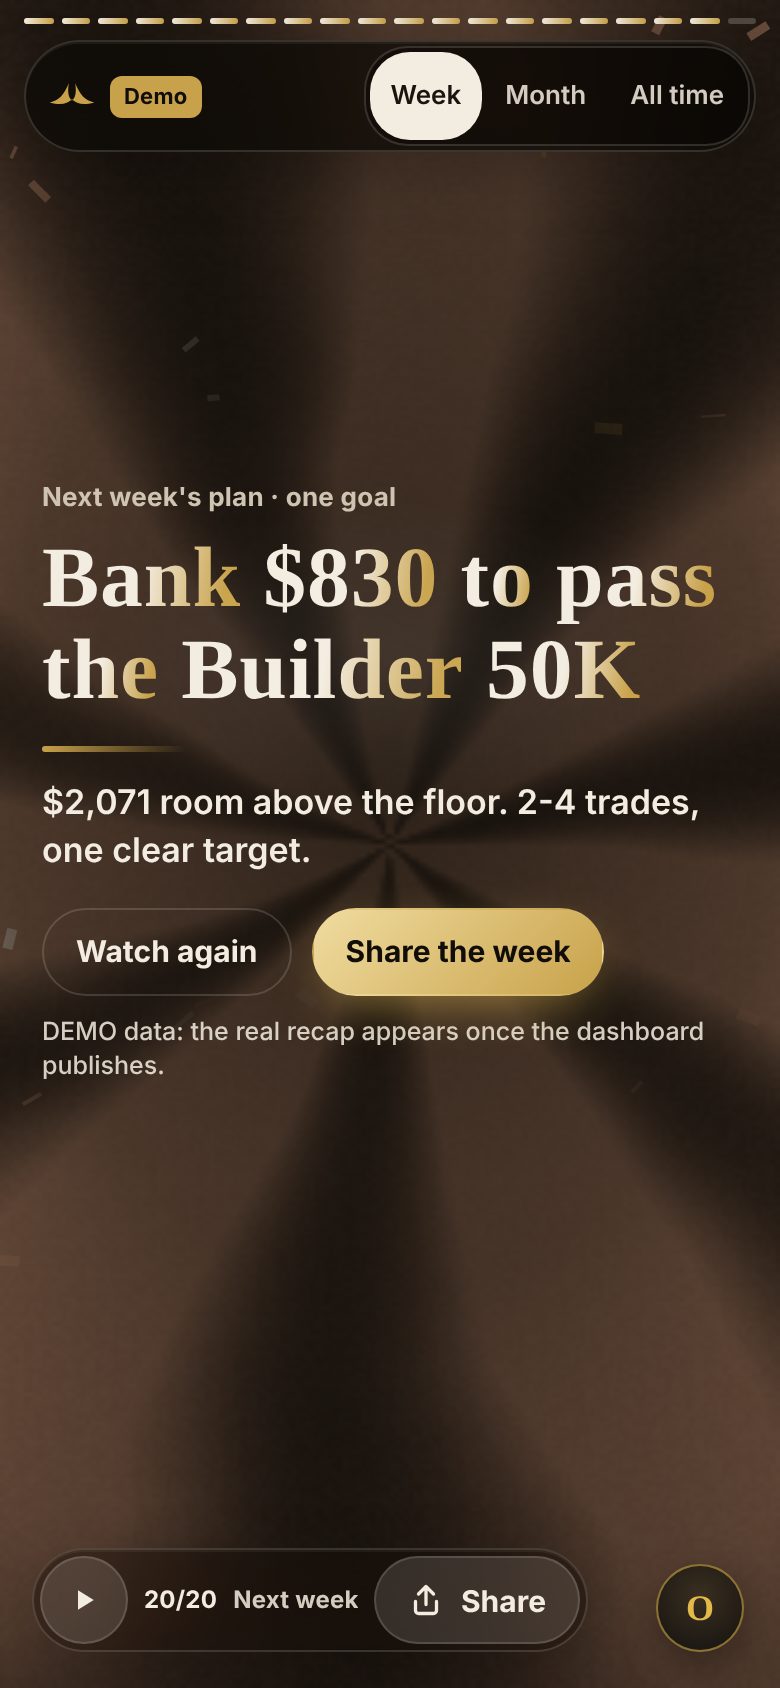 Demo
Week Month All time
Next week's plan · one goal
Bank $830 to pass
the Builder 50K
$2,071 room above the floor. 2-4 trades,
one clear target.
Watch again Share the week
DEMO data: the real recap appears once the dashboard
publishes.
20/20 Next week Share
O